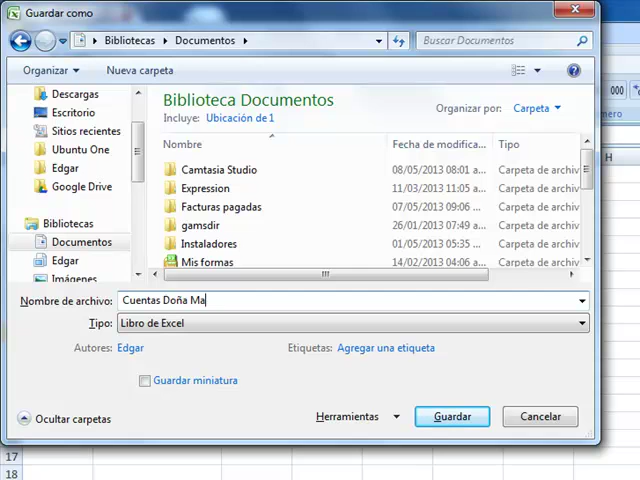 Guardar como
Bibliotecas ▸ Documentos ▸
Buscar Documentos
Organizar
Nueva carpeta
Descargas
Escritorio
Sitios recientes
Ubuntu One
Edgar
Google Drive
Bibliotecas
Documentos
Edgar
Imágenes
Biblioteca Documentos
Incluye: Ubicación de 1
Organizar por: Carpeta
Nombre Fecha de modifica... Tipo
Camtasia Studio 08/05/2013 08:01 a... Carpeta de archiv
Expression 11/03/2013 11:05 a... Carpeta de archiv
Facturas pagadas 07/05/2013 09:06 ... Carpeta de archiv
gamsdir 26/01/2013 07:49 a... Carpeta de archiv
Instaladores 01/05/2013 05:35 ... Carpeta de archiv
Mis formas 14/02/2013 04:06 a... Carpeta de archiv
Nombre de archivo: Cuentas Doña Ma
Tipo: Libro de Excel
Autores: Edgar
Etiquetas: Agregar una etiqueta
Guardar miniatura
Ocultar carpetas
Herramientas
Guardar
Cancelar
000
H
17
18